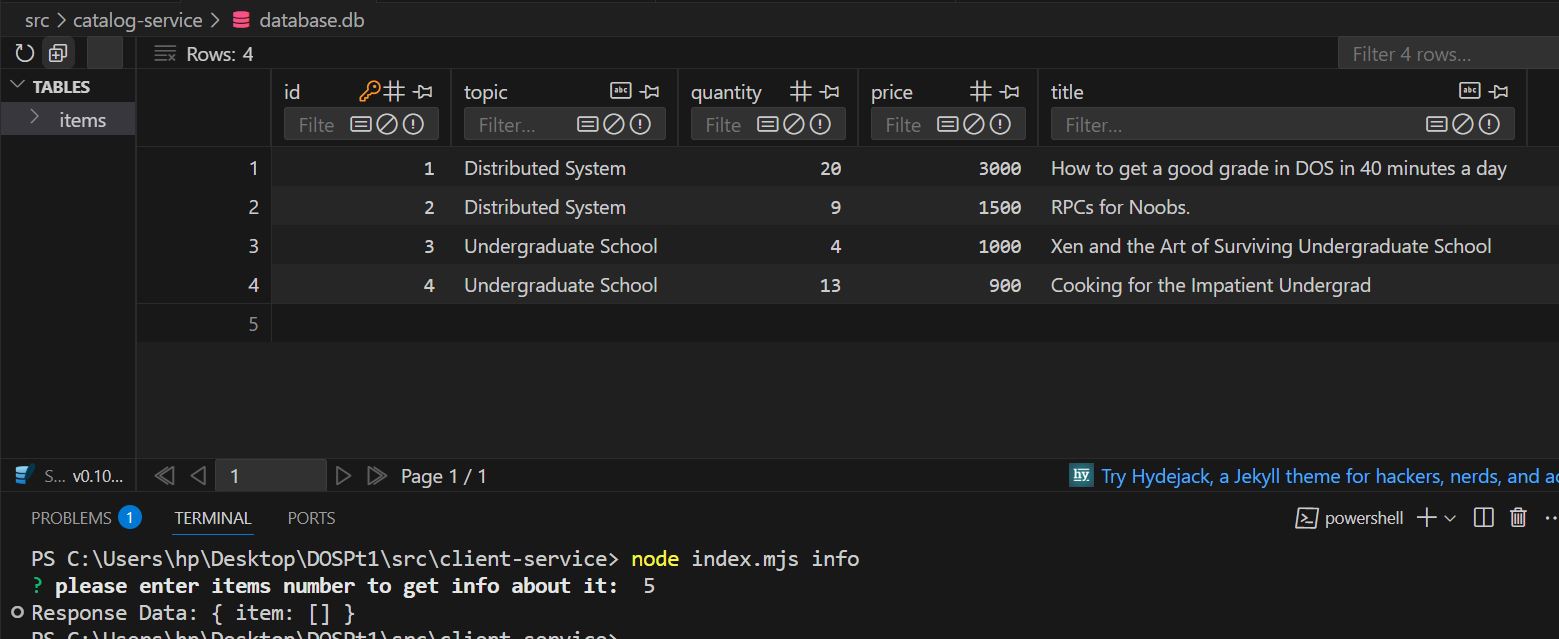 src > catalog-service > database.db
Rows: 4
Filter 4 rows...
TABLES
items
id topic quantity price title
Filte Filter... Filte Filte Filter...
1 1 Distributed System 20 3000 How to get a good grade in DOS in 40 minutes a day
2 2 Distributed System 9 1500 RPCs for Noobs.
3 3 Undergraduate School 4 1000 Xen and the Art of Surviving Undergraduate School
4 4 Undergraduate School 13 900 Cooking for the Impatient Undergrad
5
S... v0.10... 1 Page 1 / 1 hy Try Hydejack, a Jekyll theme for hackers, nerds, and
PROBLEMS 1 TERMINAL PORTS powershell
PS C:\Users\hp\Desktop\DOSPt1\src\client-service> node index.mjs info
? please enter items number to get info about it: 5
Response Data: { item: [] }
PS C:\Users\hp\Desktop\DOSPt1\src\client-service>